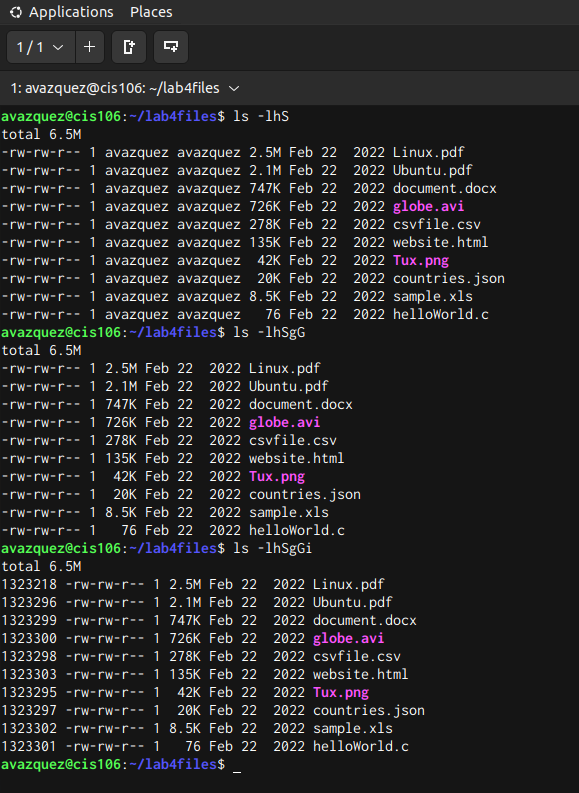 Applications Places
1 / 1
1: avazquez@cis106: ~/lab4files
avazquez@cis106:~/lab4files$ ls -lhS
total 6.5M
-rw-rw-r-- 1 avazquez avazquez 2.5M Feb 22  2022 Linux.pdf
-rw-rw-r-- 1 avazquez avazquez 2.1M Feb 22  2022 Ubuntu.pdf
-rw-rw-r-- 1 avazquez avazquez 747K Feb 22  2022 document.docx
-rw-rw-r-- 1 avazquez avazquez 726K Feb 22  2022 globe.avi
-rw-rw-r-- 1 avazquez avazquez 278K Feb 22  2022 csvfile.csv
-rw-rw-r-- 1 avazquez avazquez 135K Feb 22  2022 website.html
-rw-rw-r-- 1 avazquez avazquez  42K Feb 22  2022 Tux.png
-rw-rw-r-- 1 avazquez avazquez  20K Feb 22  2022 countries.json
-rw-rw-r-- 1 avazquez avazquez 8.5K Feb 22  2022 sample.xls
-rw-rw-r-- 1 avazquez avazquez   76 Feb 22  2022 helloWorld.c
avazquez@cis106:~/lab4files$ ls -lhSgG
total 6.5M
-rw-rw-r-- 1 2.5M Feb 22  2022 Linux.pdf
-rw-rw-r-- 1 2.1M Feb 22  2022 Ubuntu.pdf
-rw-rw-r-- 1 747K Feb 22  2022 document.docx
-rw-rw-r-- 1 726K Feb 22  2022 globe.avi
-rw-rw-r-- 1 278K Feb 22  2022 csvfile.csv
-rw-rw-r-- 1 135K Feb 22  2022 website.html
-rw-rw-r-- 1  42K Feb 22  2022 Tux.png
-rw-rw-r-- 1  20K Feb 22  2022 countries.json
-rw-rw-r-- 1 8.5K Feb 22  2022 sample.xls
-rw-rw-r-- 1   76 Feb 22  2022 helloWorld.c
avazquez@cis106:~/lab4files$ ls -lhSgGi
total 6.5M
1323218 -rw-rw-r-- 1 2.5M Feb 22  2022 Linux.pdf
1323296 -rw-rw-r-- 1 2.1M Feb 22  2022 Ubuntu.pdf
1323299 -rw-rw-r-- 1 747K Feb 22  2022 document.docx
1323300 -rw-rw-r-- 1 726K Feb 22  2022 globe.avi
1323298 -rw-rw-r-- 1 278K Feb 22  2022 csvfile.csv
1323303 -rw-rw-r-- 1 135K Feb 22  2022 website.html
1323295 -rw-rw-r-- 1  42K Feb 22  2022 Tux.png
1323297 -rw-rw-r-- 1  20K Feb 22  2022 countries.json
1323302 -rw-rw-r-- 1 8.5K Feb 22  2022 sample.xls
1323301 -rw-rw-r-- 1   76 Feb 22  2022 helloWorld.c
avazquez@cis106:~/lab4files$ _